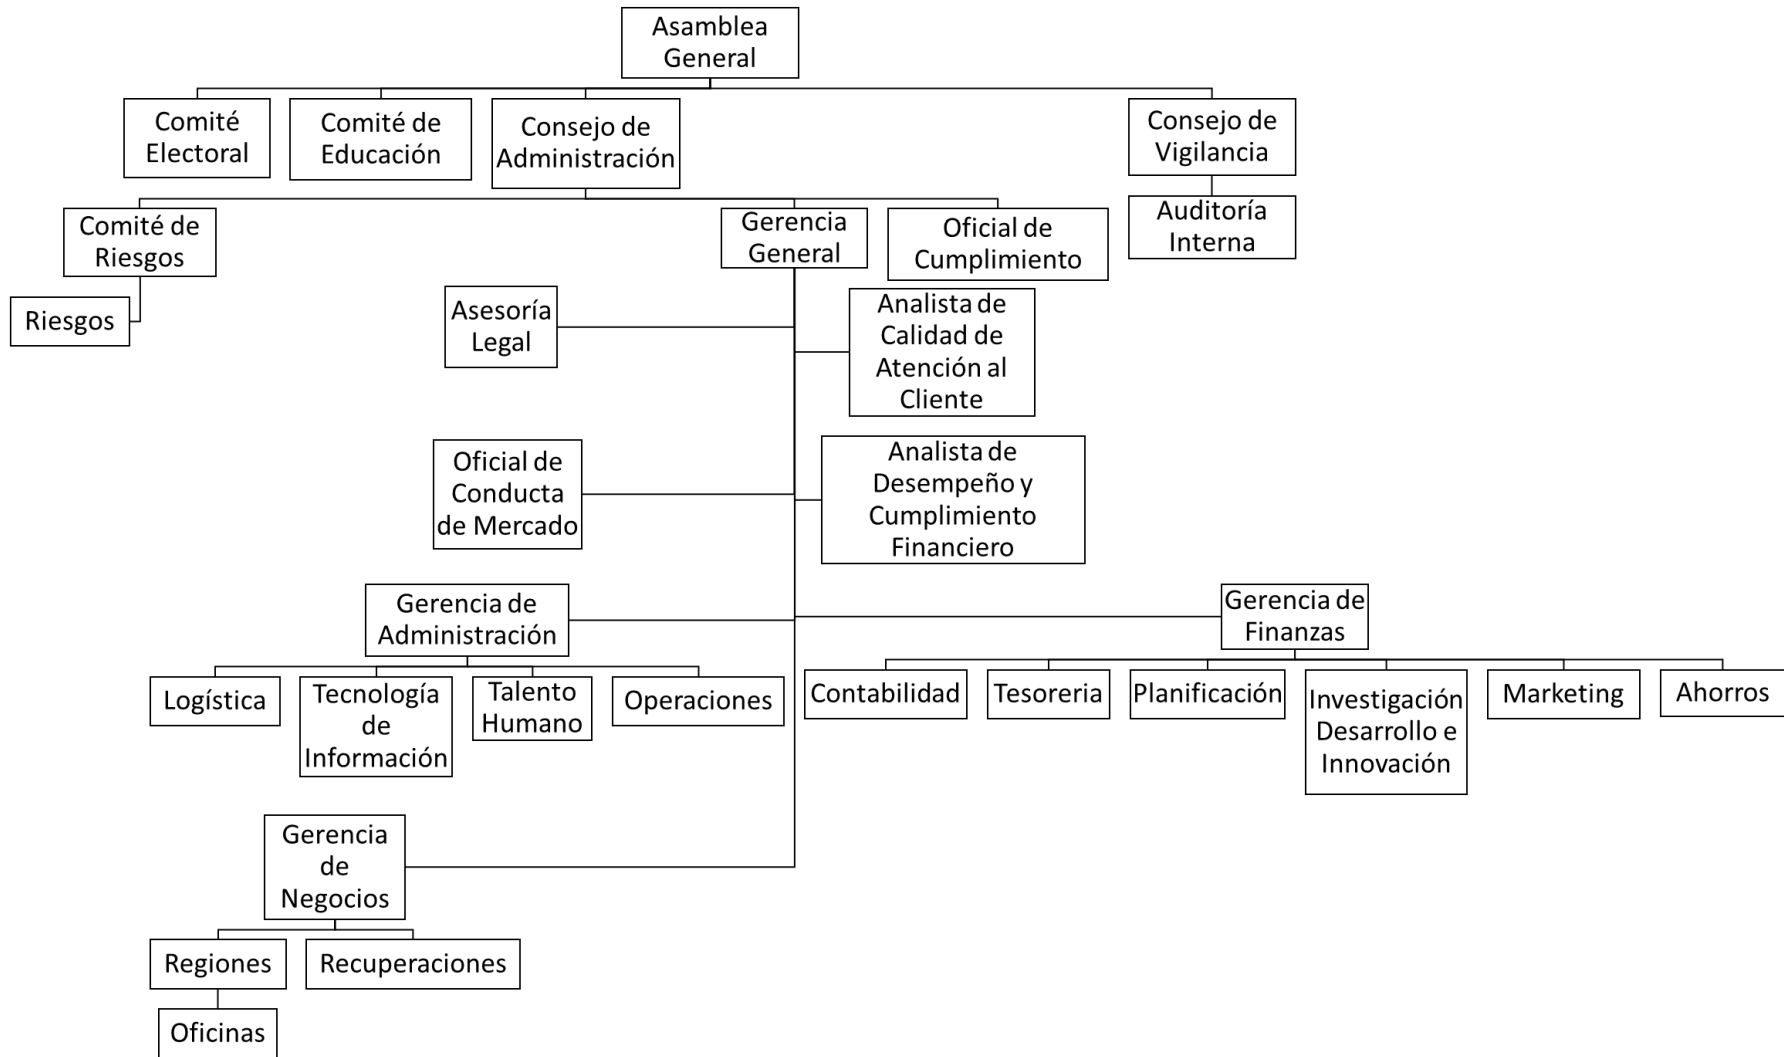 Asamblea
General
Comité
Electoral
Comité de
Educación
Consejo de
Administración
Consejo de
Vigilancia
Comité de
Riesgos
Gerencia
General
Oficial de
Cumplimiento
Auditoría
Interna
Riesgos
Asesoría
Legal
Analista de
Calidad de
Atención al
Cliente
Oficial de
Conducta
de Mercado
Analista de
Desempeño y
Cumplimiento
Financiero
Gerencia de
Administración
Gerencia de
Finanzas
Logística
Tecnología
de
Información
Talento
Humano
Operaciones
Contabilidad
Tesoreria
Planificación
Investigación
Desarrollo e
Innovación
Marketing
Ahorros
Gerencia
de
Negocios
Regiones
Recuperaciones
Oficinas